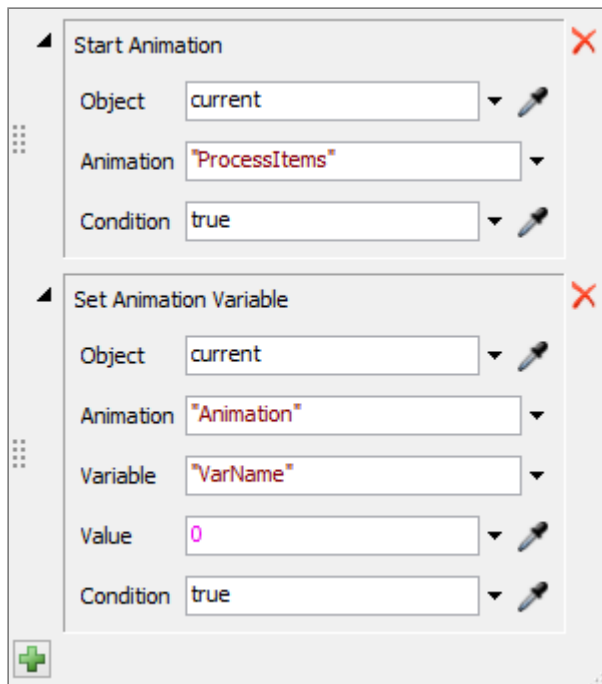 Start Animation
Object current
Animation "ProcessItems"
Condition true
Set Animation Variable
Object current
Animation "Animation"
Variable "VarName"
Value 0
Condition true